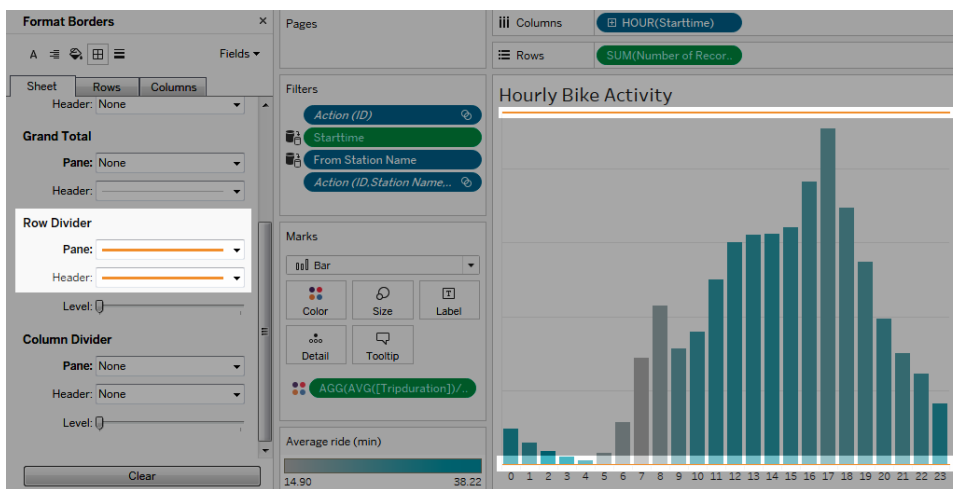 Format Borders ×
Fields ▾
Sheet Rows Columns
Header: None
Grand Total
Pane: None
Header:
Row Divider
Pane:
Header:
Level:
Column Divider
Pane: None
Header: None
Level:
Clear
Pages
Filters
Action (ID)
Starttime
From Station Name
Action (ID,Station Name...
Marks
Bar
Color Size Label
Detail Tooltip
AGG(AVG([Tripduration])/..
Average ride (min)
14.90 38.22
Columns HOUR(Starttime)
Rows SUM(Number of Recor..
Hourly Bike Activity
0 1 2 3 4 5 6 7 8 9 10 11 12 13 14 15 16 17 18 19 20 21 22 23